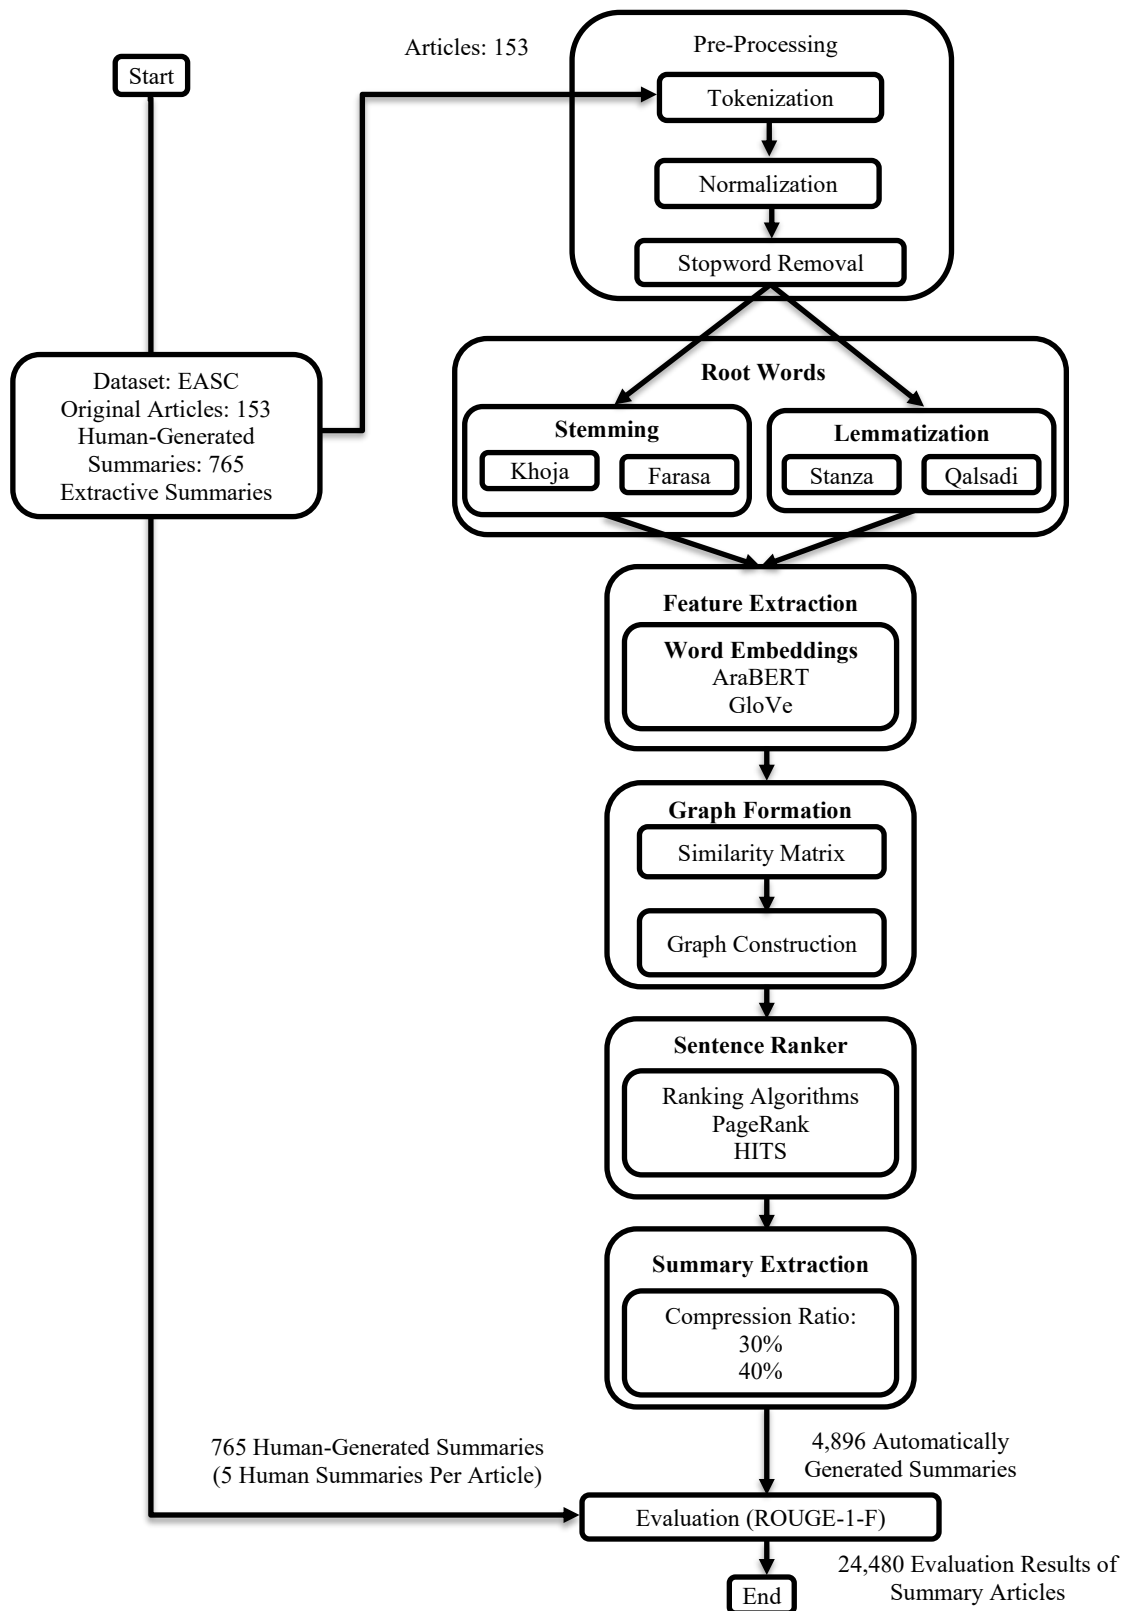 Start
Articles: 153
Pre-Processing
Tokenization
Normalization
Stopword Removal
Dataset: EASC
Original Articles: 153
Human-Generated
Summaries: 765
Extractive Summaries
Root Words
Stemming
Khoja
Farasa
Lemmatization
Stanza
Qalsadi
Feature Extraction
Word Embeddings
AraBERT
GloVe
Graph Formation
Similarity Matrix
Graph Construction
Sentence Ranker
Ranking Algorithms
PageRank
HITS
Summary Extraction
Compression Ratio:
30%
40%
765 Human-Generated Summaries
(5 Human Summaries Per Article)
4,896 Automatically
Generated Summaries
Evaluation (ROUGE-1-F)
24,480 Evaluation Results of
Summary Articles
End